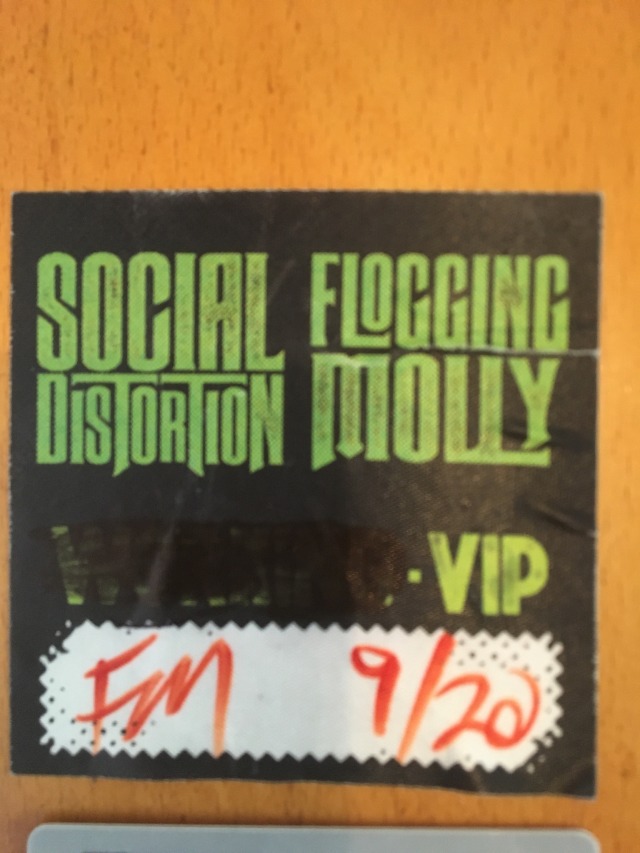 SOCIAL DISTORTION
FLOGGING MOLLY
· VIP
FM 9/20